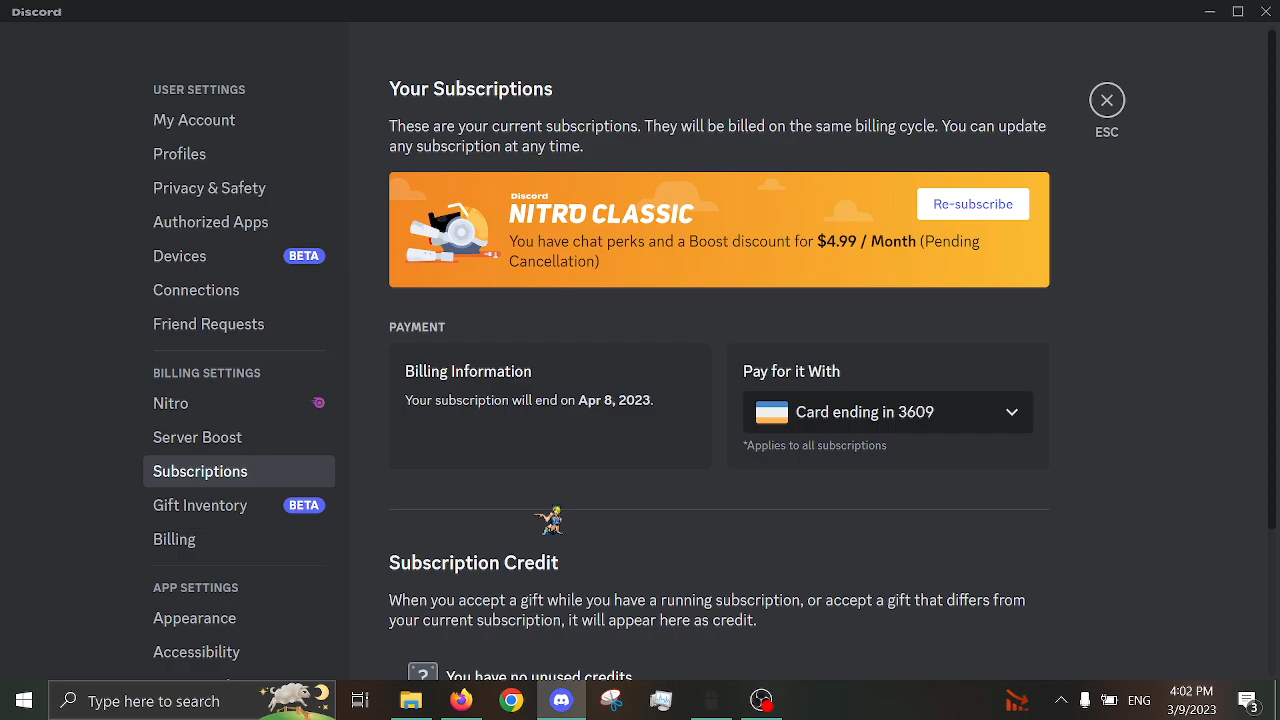 Discord
USER SETTINGS
My Account
Profiles
Privacy & Safety
Authorized Apps
Devices BETA
Connections
Friend Requests
BILLING SETTINGS
Nitro
Server Boost
Subscriptions
Gift Inventory BETA
Billing
APP SETTINGS
Appearance
Accessibility
Your Subscriptions
These are your current subscriptions. They will be billed on the same billing cycle. You can update
any subscription at any time.
ESC
Discord
NITRO CLASSIC
Re-subscribe
You have chat perks and a Boost discount for $4.99 / Month (Pending
Cancellation)
PAYMENT
Billing Information
Your subscription will end on Apr 8, 2023.
Pay for it With
Card ending in 3609
*Applies to all subscriptions
Subscription Credit
When you accept a gift while you have a running subscription, or accept a gift that differs from
your current subscription, it will appear here as credit.
?
You have no unused credits
Type here to search
ENG
4:02 PM
3/9/2023
3